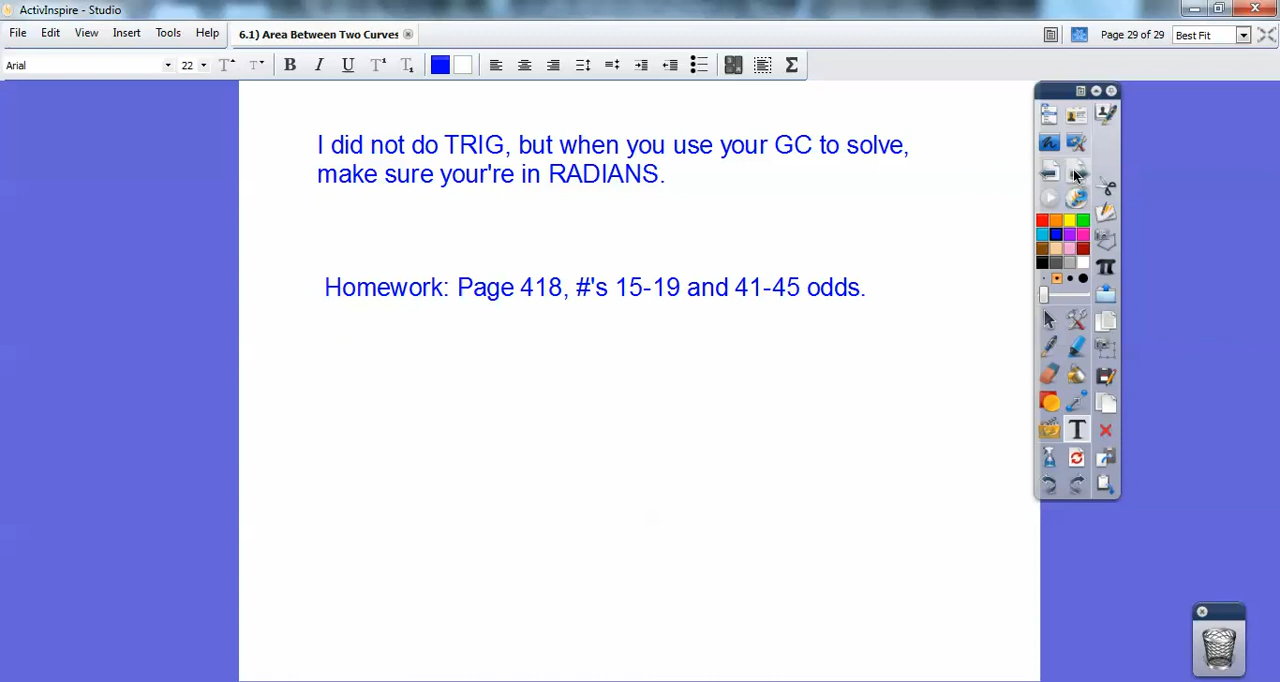 ActivInspire - Studio
File Edit View Insert Tools Help
6.1) Area Between Two Curves
Page 29 of 29
Best Fit
Arial
22
I did not do TRIG, but when you use your GC to solve,
make sure your're in RADIANS.
Homework: Page 418, #'s 15-19 and 41-45 odds.